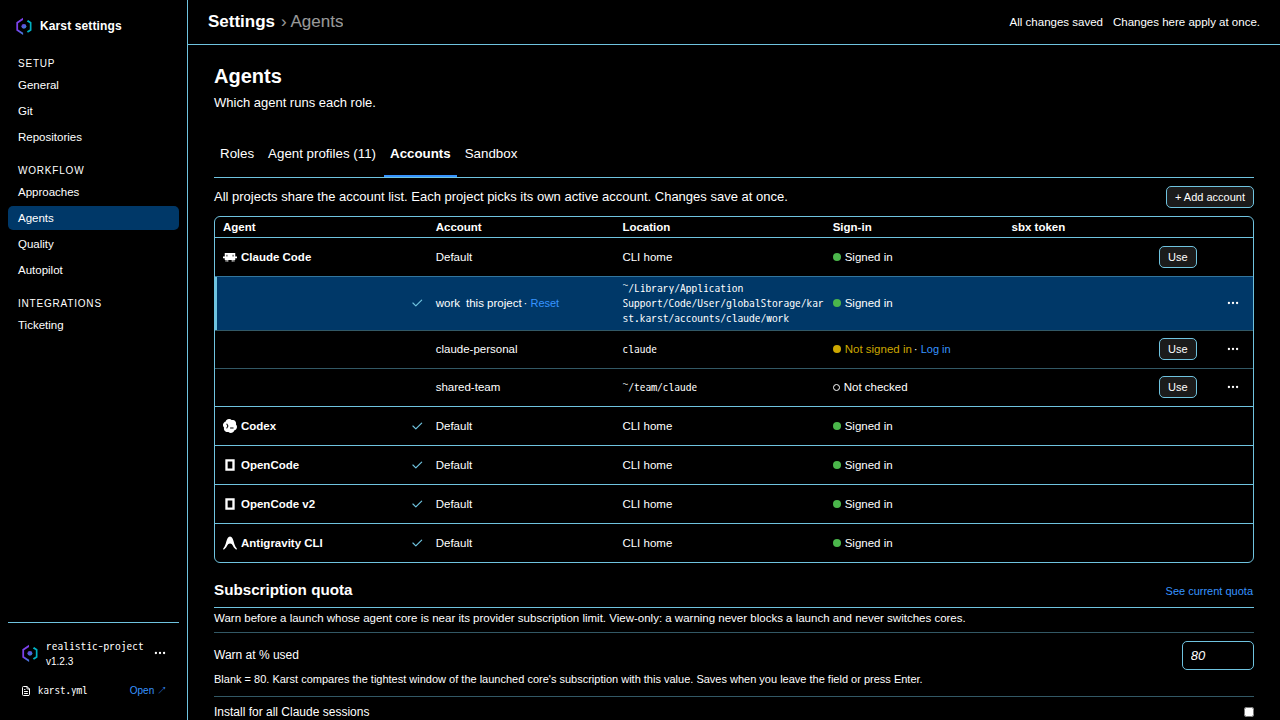 Karst settings
SETUP
General
Git
Repositories
WORKFLOW
Approaches
Agents
Quality
Autopilot
INTEGRATIONS
Ticketing
realistic-project
v1.2.3
karst.yml Open ↗
Settings › Agents
All changes saved Changes here apply at once.
Agents
Which agent runs each role.
Roles Agent profiles (11) Accounts Sandbox
All projects share the account list. Each project picks its own active account. Changes save at once.
+ Add account
Agent Account Location Sign-in sbx token
Claude Code Default CLI home Signed in Use
work this project · Reset ~/Library/Application Support/Code/User/globalStorage/karst.karst/accounts/claude/work Signed in ···
claude-personal claude Not signed in · Log in Use ···
shared-team ~/team/claude Not checked Use ···
Codex Default CLI home Signed in
OpenCode Default CLI home Signed in
OpenCode v2 Default CLI home Signed in
Antigravity CLI Default CLI home Signed in
Subscription quota
See current quota
Warn before a launch whose agent core is near its provider subscription limit. View-only: a warning never blocks a launch and never switches cores.
Warn at % used
80
Blank = 80. Karst compares the tightest window of the launched core's subscription with this value. Saves when you leave the field or press Enter.
Install for all Claude sessions